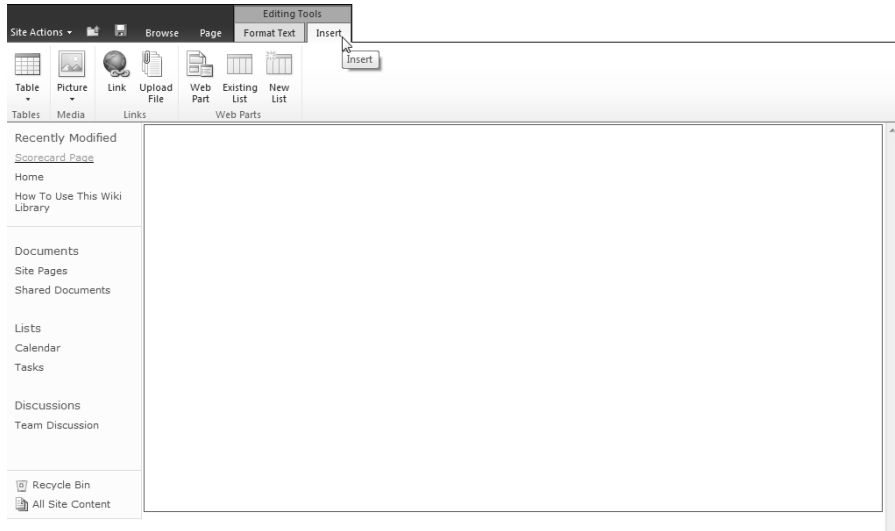 Editing Tools
Site Actions Browse Page Format Text Insert
Insert
Table Picture Link Upload File Web Part Existing List New List
Tables Media Links Web Parts
Recently Modified
Scorecard Page
Home
How To Use This Wiki
Library
Documents
Site Pages
Shared Documents
Lists
Calendar
Tasks
Discussions
Team Discussion
Recycle Bin
All Site Content